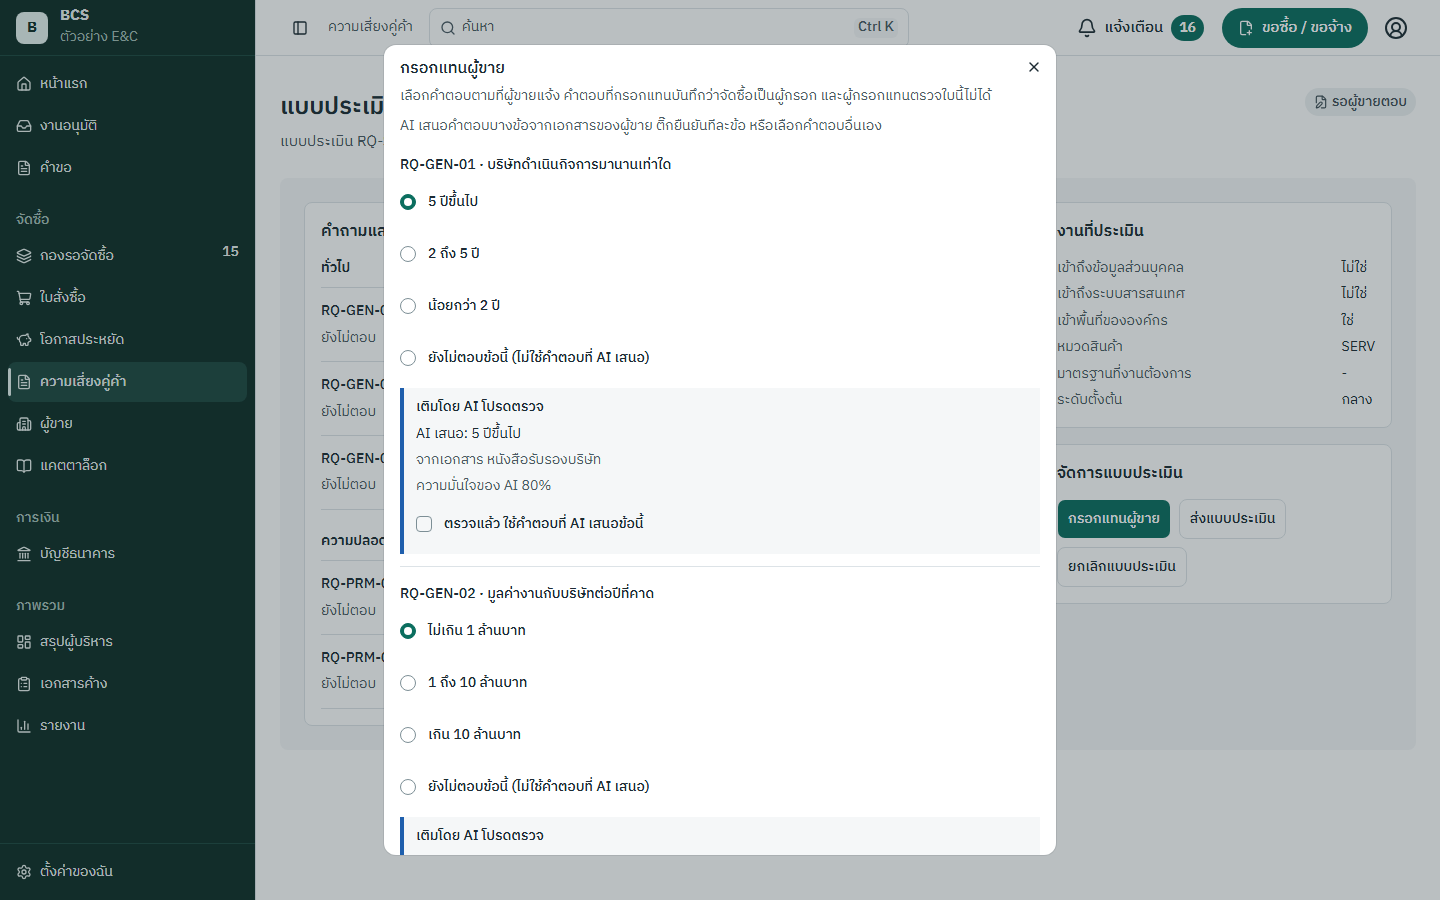 B
BCS
ตัวอย่าง E&C
หน้าแรก
งานอนุมัติ
คำขอ
จัดซื้อ
กองรอจัดซื้อ 15
ใบสั่งซื้อ
โอกาสประหยัด
ความเสี่ยงคู่ค้า
ผู้ขาย
แคตตาล็อก
การเงิน
บัญชีธนาคาร
ภาพรวม
สรุปผู้บริหาร
เอกสารค้าง
รายงาน
ตั้งค่าของฉัน
ความเสี่ยงคู่ค้า
ค้นหา Ctrl K
แจ้งเตือน 16
ขอซื้อ / ขอจ้าง
แบบประเมิ
แบบประเมิน RQ-
รอผู้ขายตอบ
คำถามแล
ทั่วไป
RQ-GEN-0
ยังไม่ตอบ
RQ-GEN-0
ยังไม่ตอบ
RQ-GEN-0
ยังไม่ตอบ
ความปลอด
RQ-PRM-0
ยังไม่ตอบ
RQ-PRM-0
ยังไม่ตอบ
กรอกแทนผู้ขาย
เลือกคำตอบตามที่ผู้ขายแจ้ง คำตอบที่กรอกแทนบันทึกว่าจัดซื้อเป็นผู้กรอก และผู้กรอกแทนตรวจใบนี้ไม่ได้
AI เสนอคำตอบบางข้อจากเอกสารของผู้ขาย ติ๊กยืนยันทีละข้อ หรือเลือกคำตอบอื่นเอง
RQ-GEN-01 · บริษัทดำเนินกิจการมานานเท่าใด
5 ปีขึ้นไป
2 ถึง 5 ปี
น้อยกว่า 2 ปี
ยังไม่ตอบข้อนี้ (ไม่ใช้คำตอบที่ AI เสนอ)
เติมโดย AI โปรดตรวจ
AI เสนอ: 5 ปีขึ้นไป
จากเอกสาร หนังสือรับรองบริษัท
ความมั่นใจของ AI 80%
ตรวจแล้ว ใช้คำตอบที่ AI เสนอข้อนี้
RQ-GEN-02 · มูลค่างานกับบริษัทต่อปีที่คาด
ไม่เกิน 1 ล้านบาท
1 ถึง 10 ล้านบาท
เกิน 10 ล้านบาท
ยังไม่ตอบข้อนี้ (ไม่ใช้คำตอบที่ AI เสนอ)
เติมโดย AI โปรดตรวจ
งานที่ประเมิน
เข้าถึงข้อมูลส่วนบุคคล ไม่ใช่
เข้าถึงระบบสารสนเทศ ไม่ใช่
เข้าพื้นที่ขององค์กร ใช่
หมวดสินค้า SERV
มาตรฐานที่งานต้องการ -
ระดับตั้งต้น กลาง
จัดการแบบประเมิน
กรอกแทนผู้ขาย
ส่งแบบประเมิน
ยกเลิกแบบประเมิน